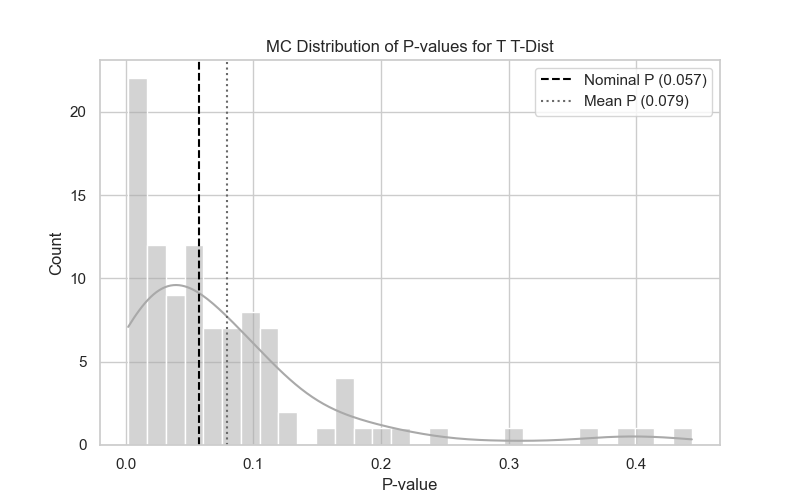 MC Distribution of P-values for T T-Dist
Nominal P (0.057)
Mean P (0.079)
20
15
10
5
0
Count
0.0
0.1
0.2
0.3
0.4
P-value